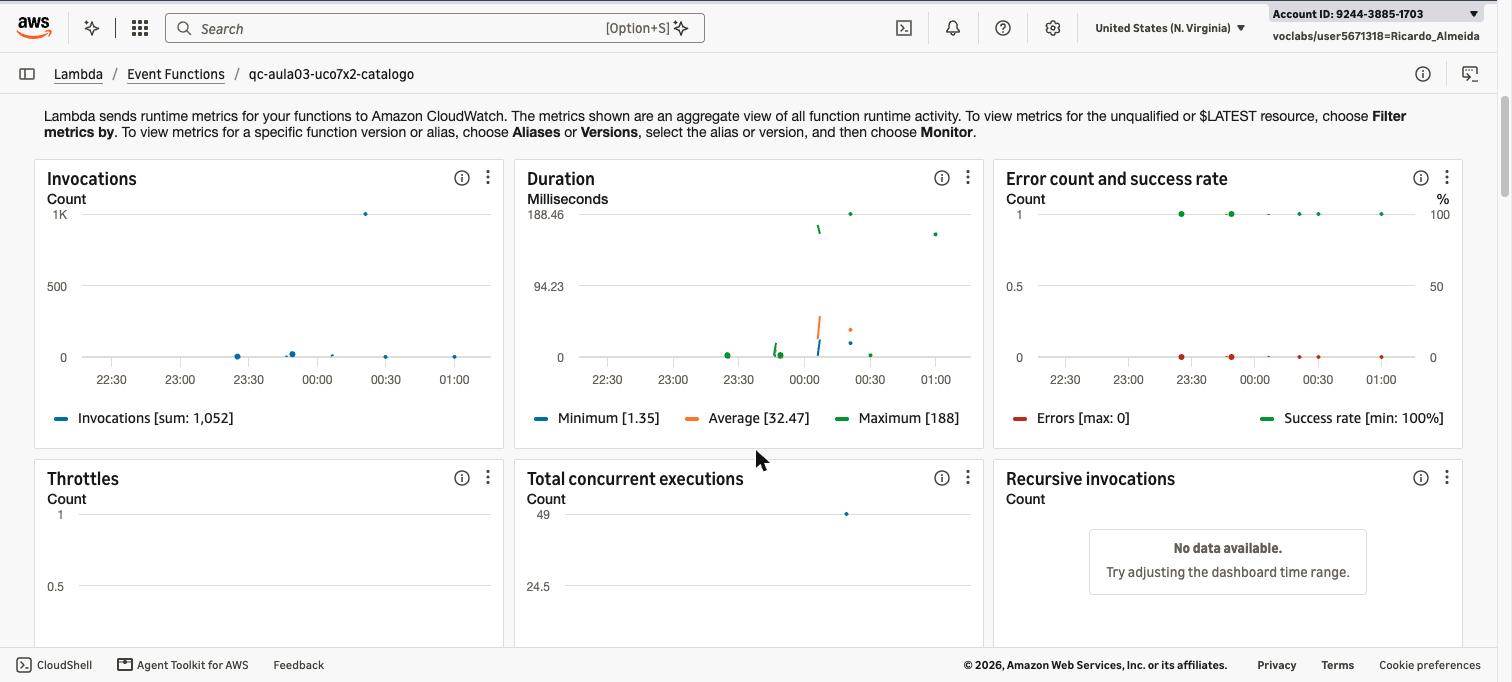 aws
Search
[Option+S]
United States (N. Virginia)
Account ID: 9244-3885-1703
voclabs/user5671318=Ricardo_Almeida
Lambda / Event Functions / qc-aula03-uco7x2-catalogo
Lambda sends runtime metrics for your functions to Amazon CloudWatch. The metrics shown are an aggregate view of all function runtime activity. To view metrics for the unqualified or $LATEST resource, choose Filter
metrics by. To view metrics for a specific function version or alias, choose Aliases or Versions, select the alias or version, and then choose Monitor.
Invocations
Count
1K
500
0
22:30 23:00 23:30 00:00 00:30 01:00
Invocations [sum: 1,052]
Duration
Milliseconds
188.46
94.23
0
22:30 23:00 23:30 00:00 00:30 01:00
Minimum [1.35] Average [32.47] Maximum [188]
Error count and success rate
Count %
1 100
0.5 50
0 0
22:30 23:00 23:30 00:00 00:30 01:00
Errors [max: 0] Success rate [min: 100%]
Throttles
Count
1
0.5
Total concurrent executions
Count
49
24.5
Recursive invocations
Count
No data available.
Try adjusting the dashboard time range.
CloudShell Agent Toolkit for AWS Feedback
© 2026, Amazon Web Services, Inc. or its affiliates. Privacy Terms Cookie preferences